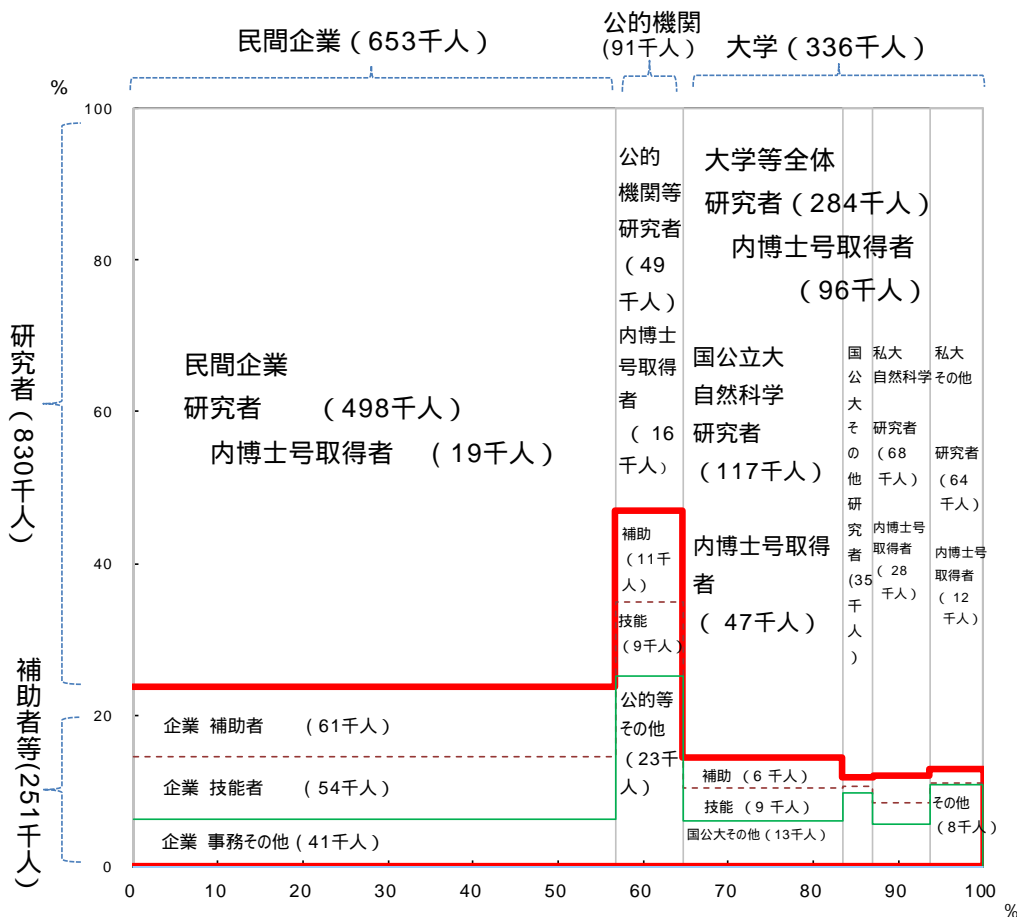 民間企業(653千人)
公的機関
(91千人)
大学(336千人)
%
100
80
60
40
20
0
研究者(830千人)
補助者等(251千人)
民間企業
研究者 (498千人)
内博士号取得者 (19千人)
公的
機関等
研究者
(49
千人)
内博士
号取得
者
( 16
千人)
大学等全体
研究者(284千人)
内博士号取得者
(96千人)
国公立大
自然科学
研究者
(117千人)
内博士号取得
者
( 47千人)
国公大その他研究者(35千人)
私大
自然科学
研究者
(68
千人)
内博士号
取得者
( 28
千人)
私大
その他
研究者
(64
千人)
内博士号
取得者
( 12
千人)
補助
(11千
人)
技能
(9千人)
公的等
その他
(23千
人)
企業 補助者 (61千人)
企業 技能者 (54千人)
企業 事務その他(41千人)
補助 (6 千人)
技能 (9 千人)
国公大その他(13千人)
その他
(8千人)
0 10 20 30 40 50 60 70 80 90 100
%